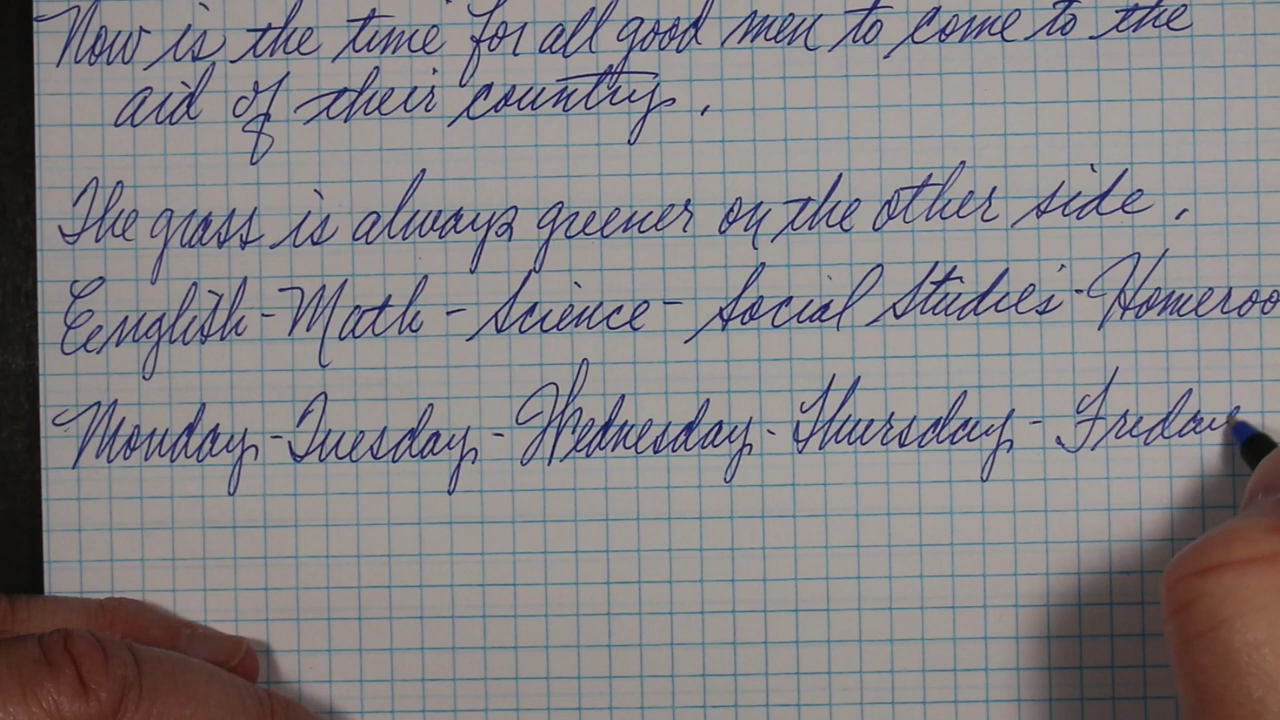 Now is the time for all good men to come to the
aid of their country.
The grass is always greener on the other side.
English - Math - Science - Social Studies - Homeroo
Monday - Tuesday - Wednesday - Thursday - Friday